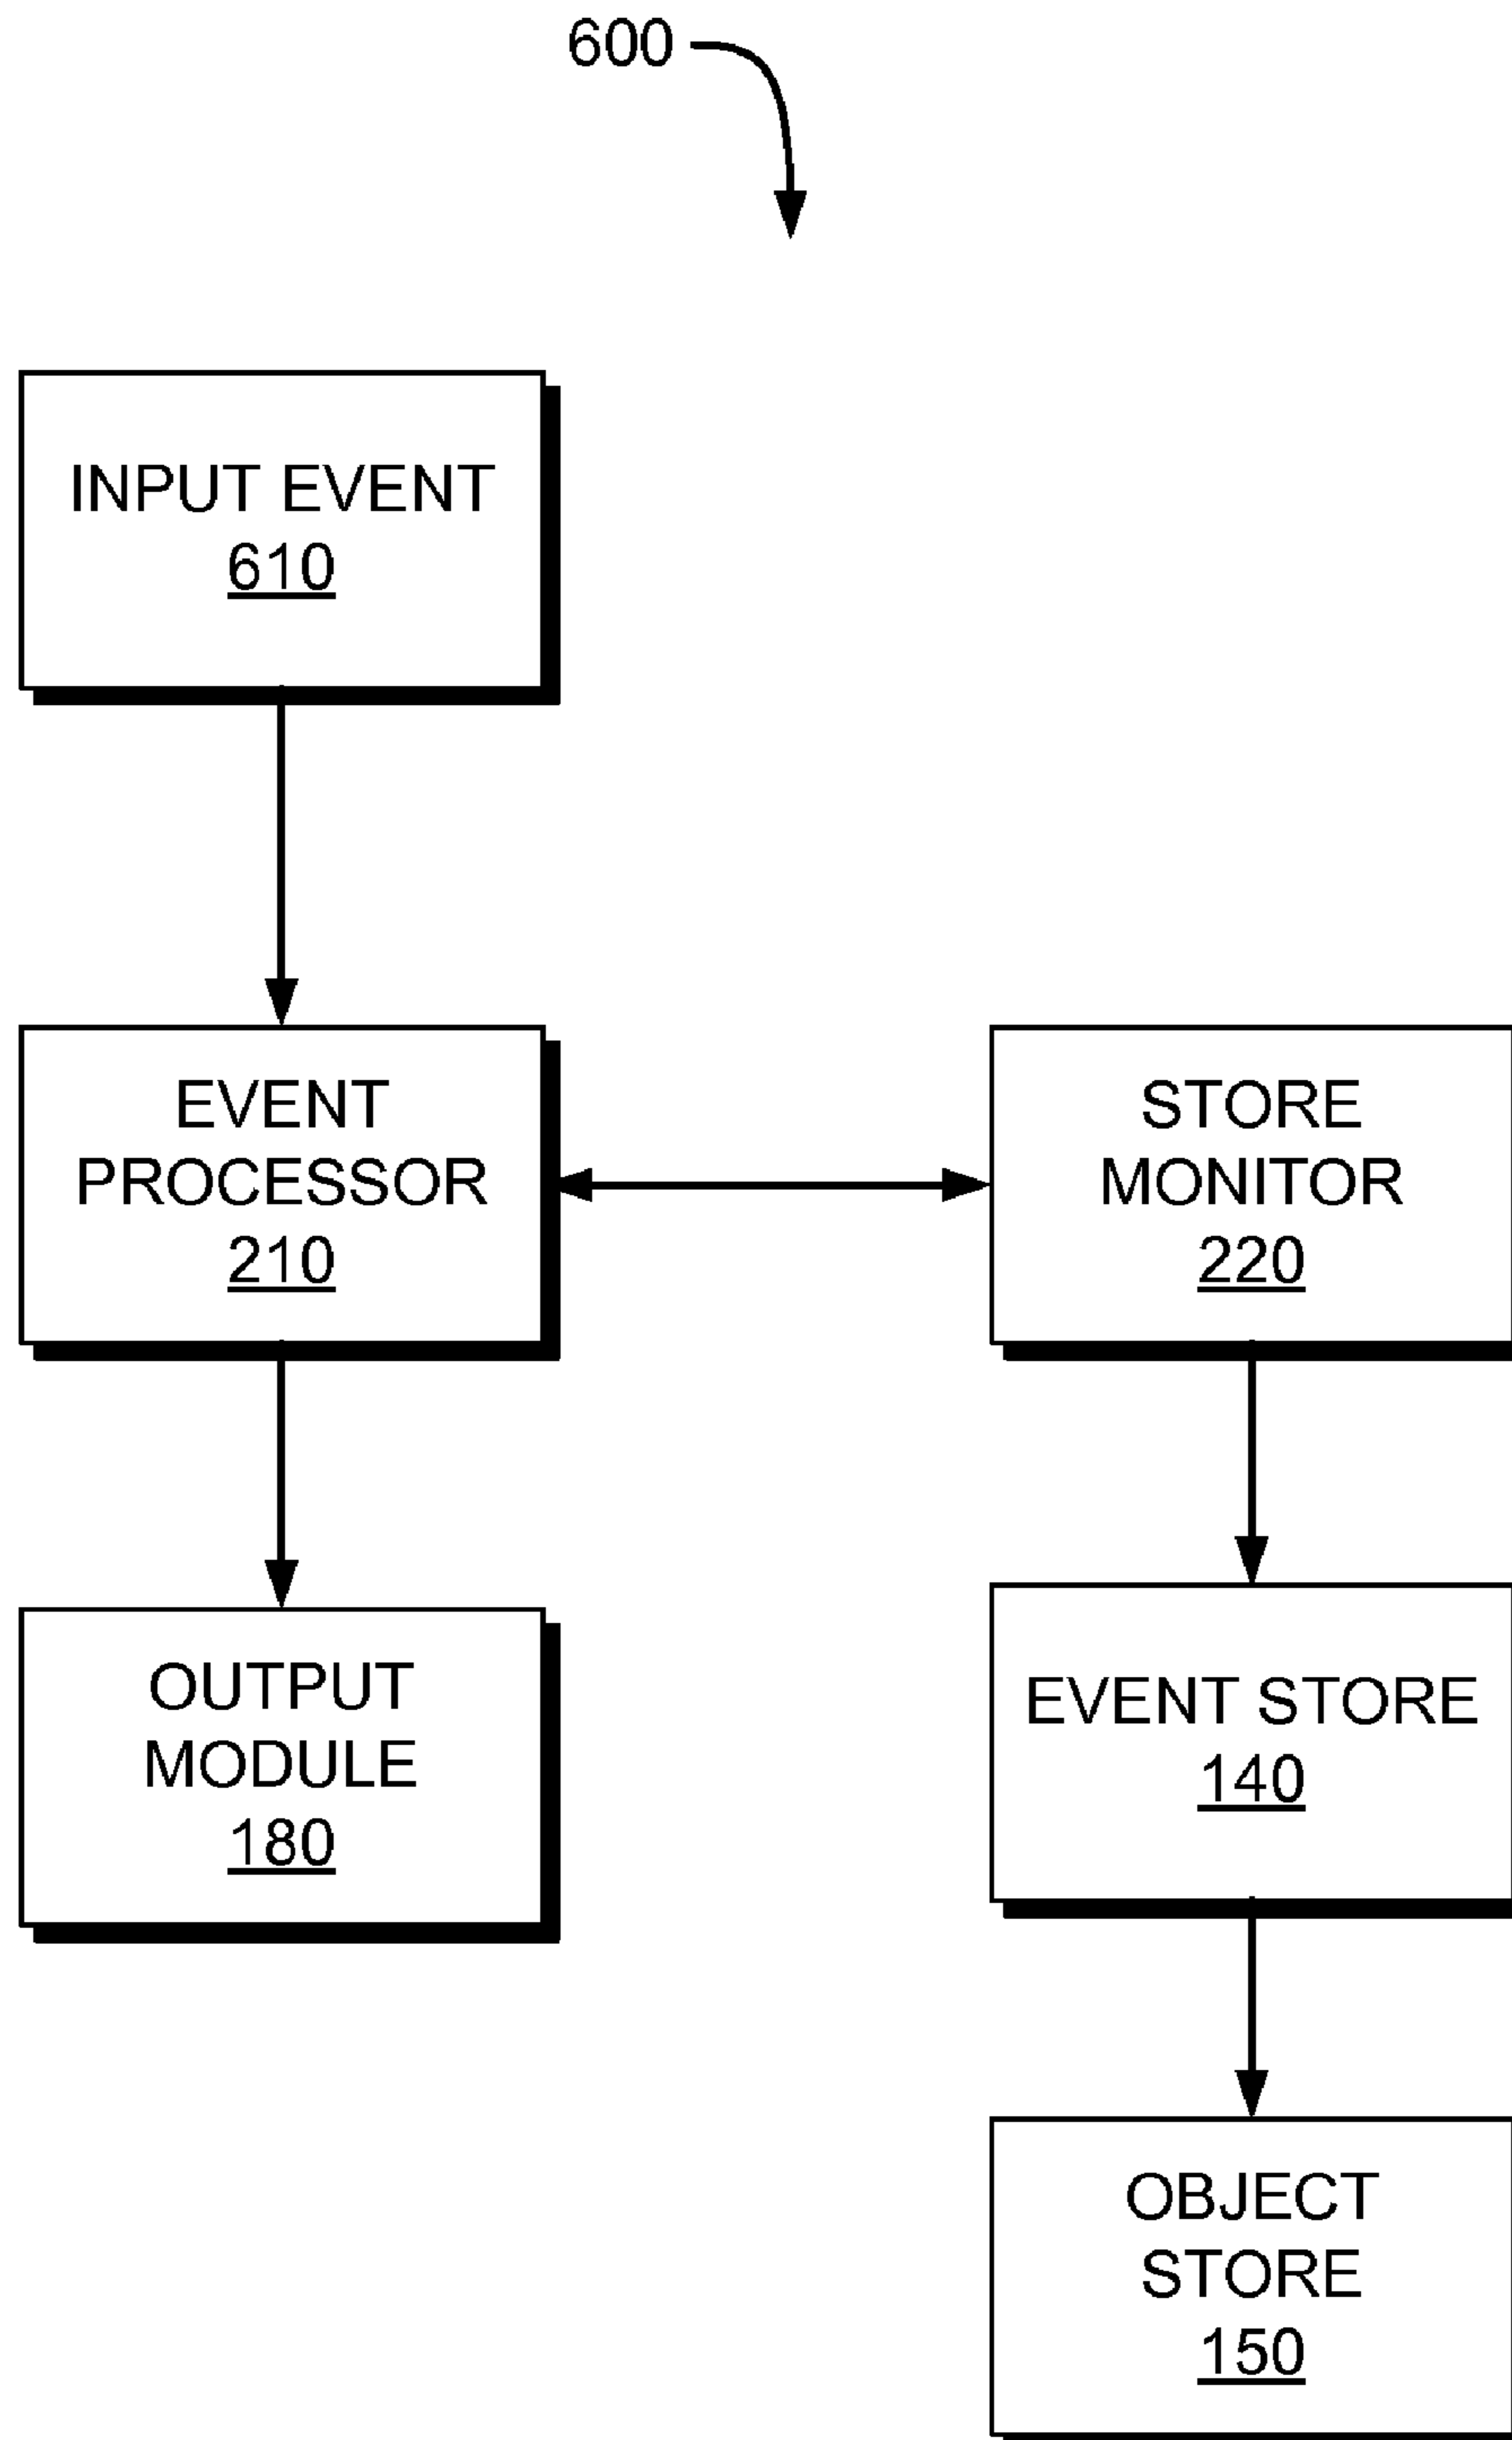 600
INPUT EVENT
610
EVENT
PROCESSOR
210
STORE
MONITOR
220
OUTPUT
MODULE
180
EVENT STORE
140
OBJECT
STORE
150